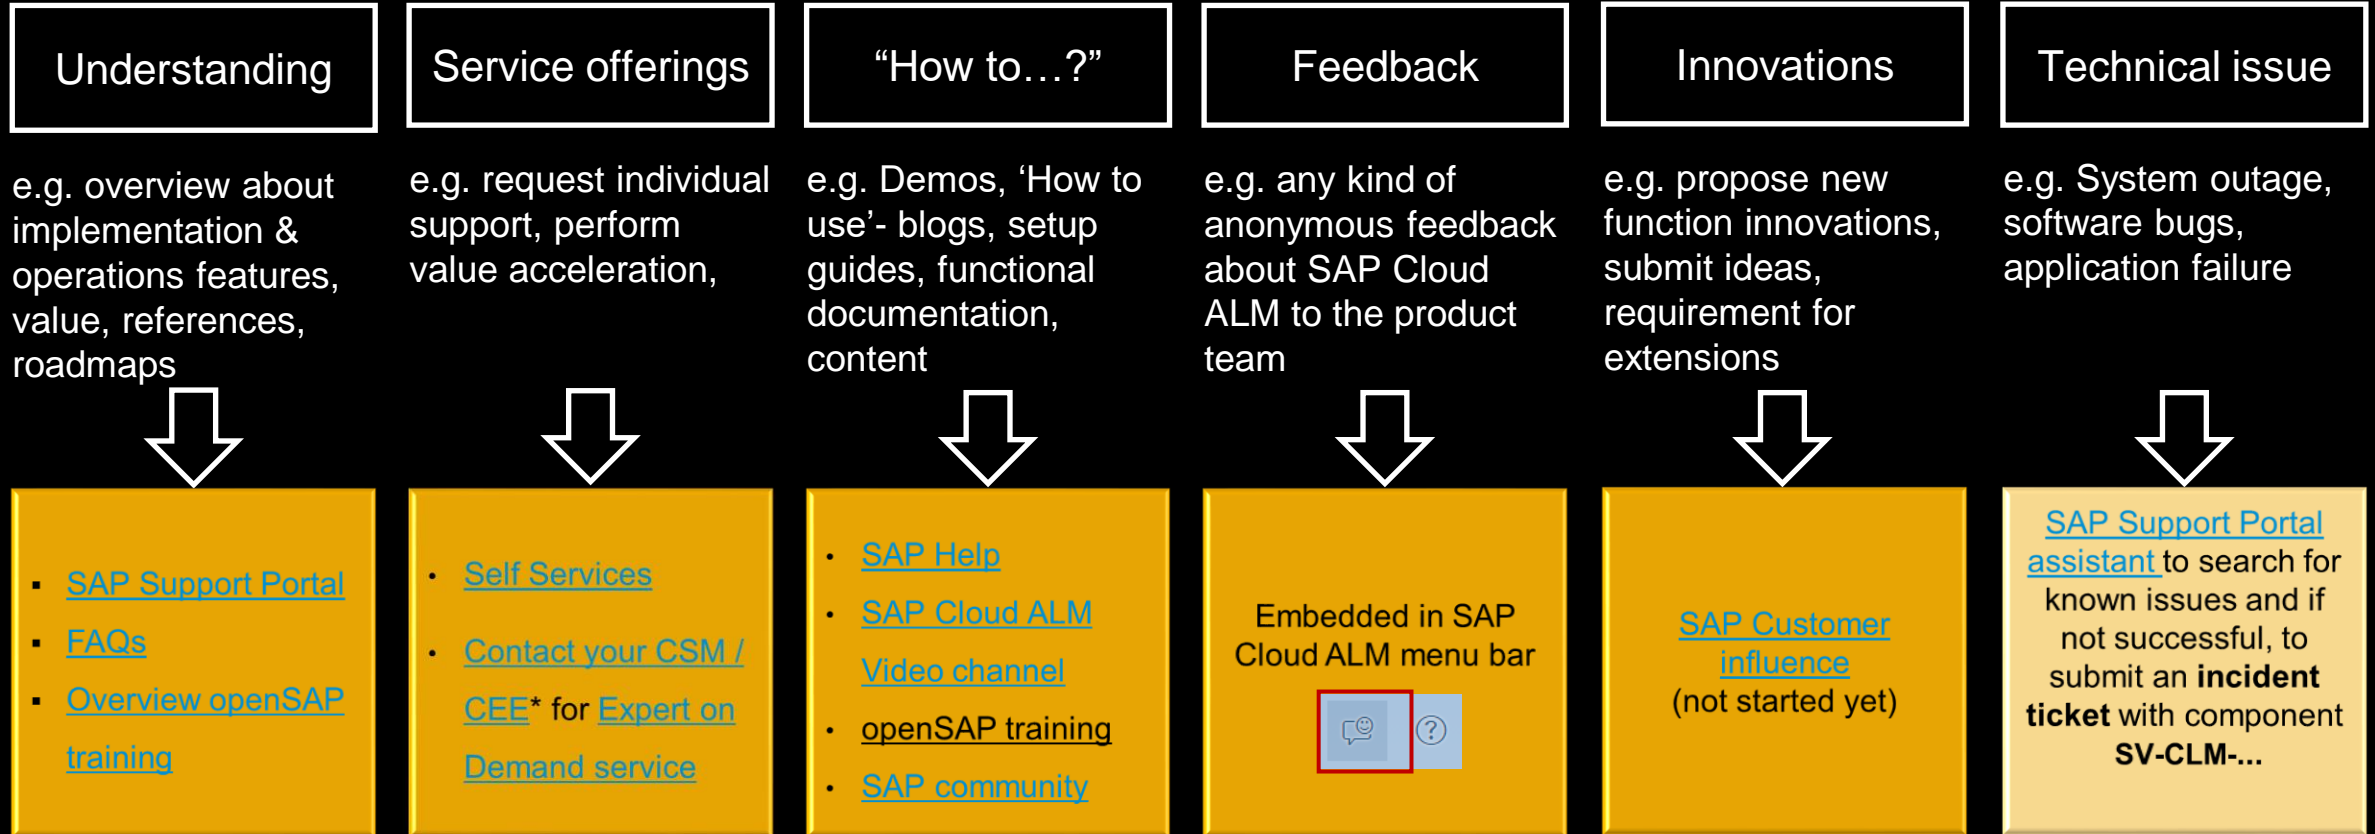 Understanding
e.g. overview about
implementation &
operations features,
value, references,
roadmaps
▪ SAP Support Portal
▪ FAQs
▪ Overview openSAP
training
Service offerings
e.g. request individual
support, perform
value acceleration,
• Self Services
• Contact your CSM /
CEE* for Expert on
Demand service
“How to…?”
e.g. Demos, ‘How to
use’- blogs, setup
guides, functional
documentation,
content
• SAP Help
• SAP Cloud ALM
Video channel
• openSAP training
• SAP community
Feedback
e.g. any kind of
anonymous feedback
about SAP Cloud
ALM to the product
team
Embedded in SAP
Cloud ALM menu bar
?
Innovations
e.g. propose new
function innovations,
submit ideas,
requirement for
extensions
SAP Customer
influence
(not started yet)
Technical issue
e.g. System outage,
software bugs,
application failure
SAP Support Portal
assistant to search for
known issues and if
not successful, to
submit an incident
ticket with component
SV-CLM-...